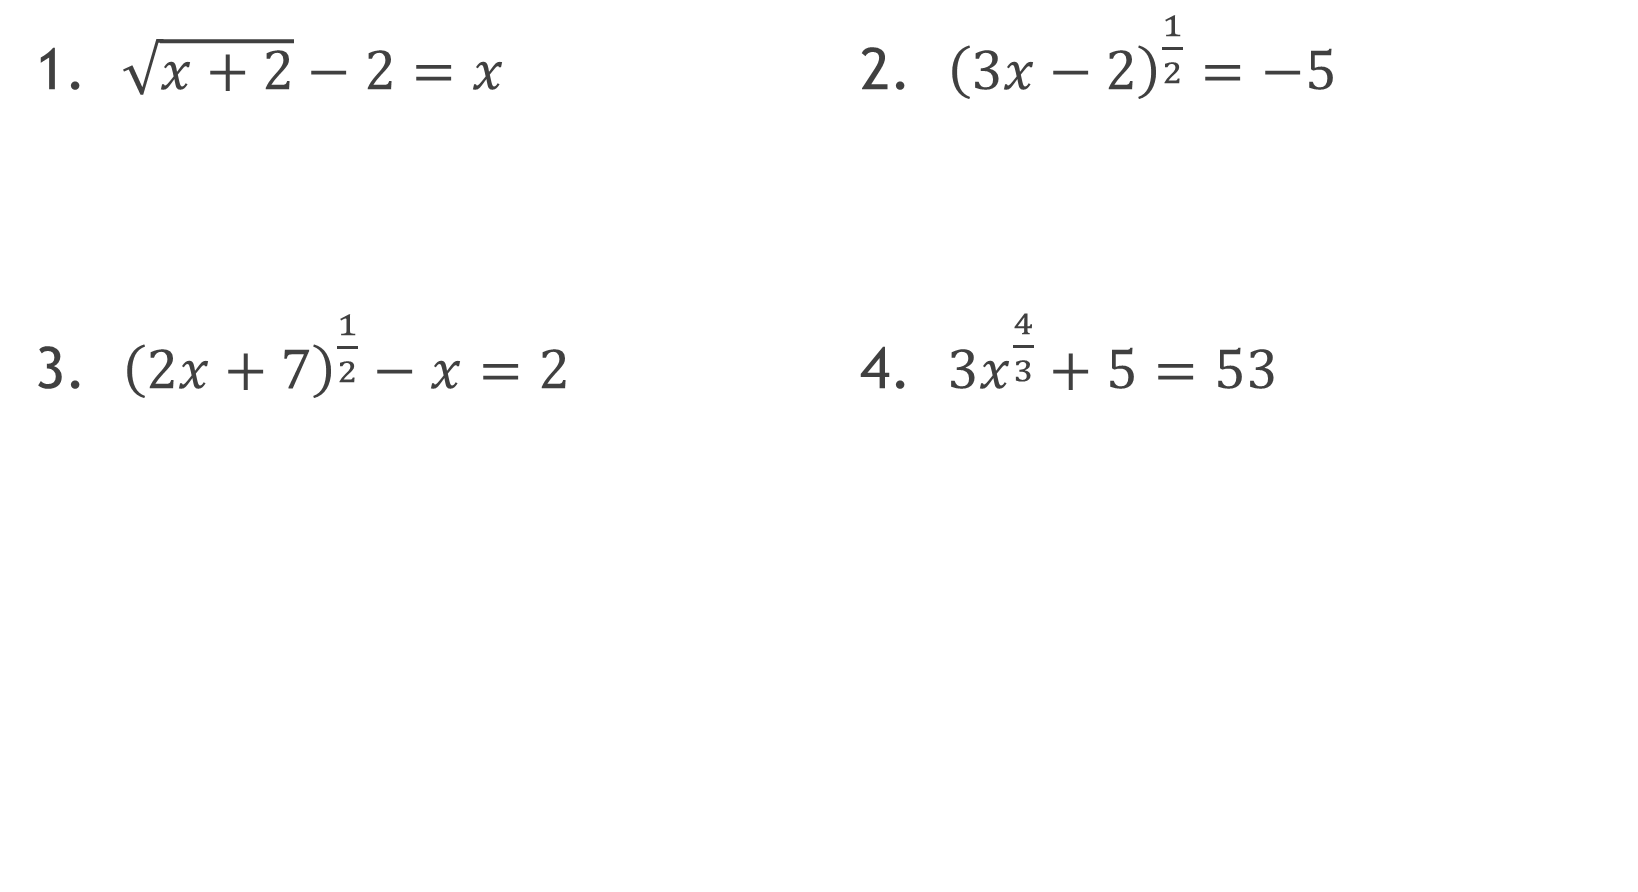 1. √(x + 2) − 2 = x
2. (3x − 2)^(1/2) = −5
3. (2x + 7)^(1/2) − x = 2
4. 3x^(4/3) + 5 = 53